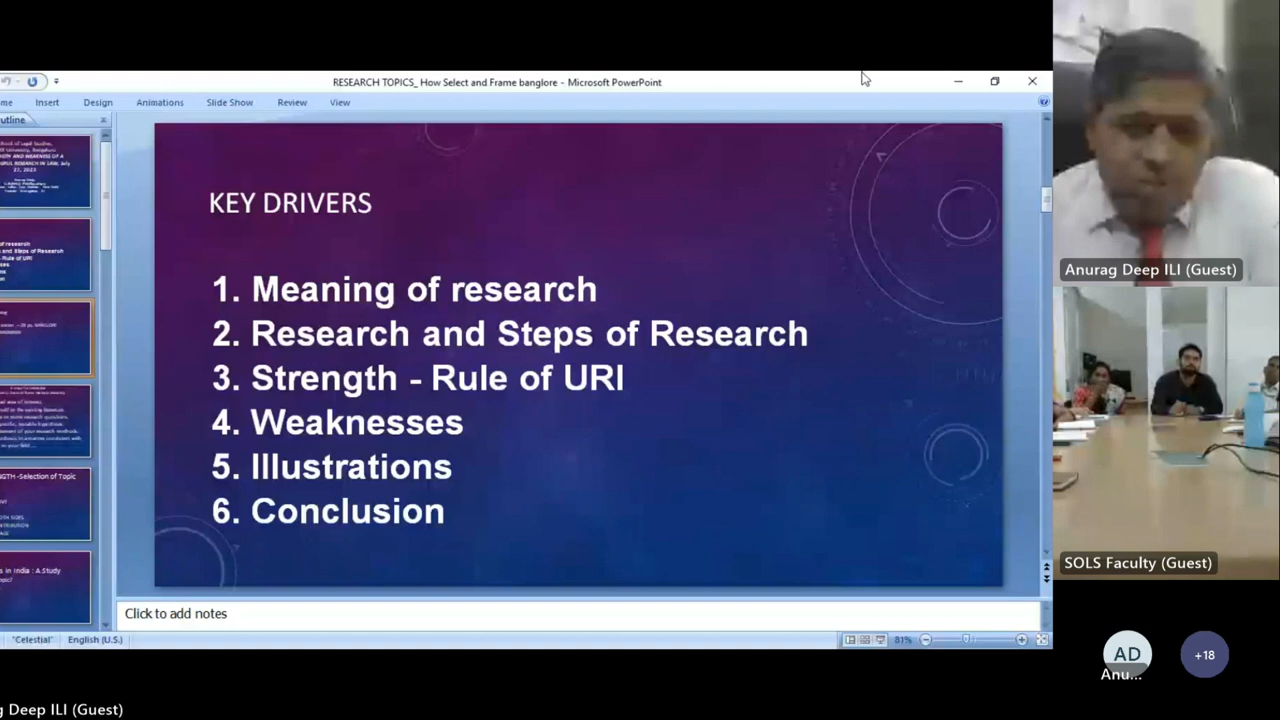 RESEARCH TOPICS_ How Select and Frame banglore - Microsoft PowerPoint
Insert
Design
Animations
Slide Show
Review
View
KEY DRIVERS
1. Meaning of research
2. Research and Steps of Research
3. Strength - Rule of URI
4. Weaknesses
5. Illustrations
6. Conclusion
Click to add notes
"Celestial"
English (U.S.)
81%
Anurag Deep ILI (Guest)
SOLS Faculty (Guest)
AD
Anu...
+18
g Deep ILI (Guest)